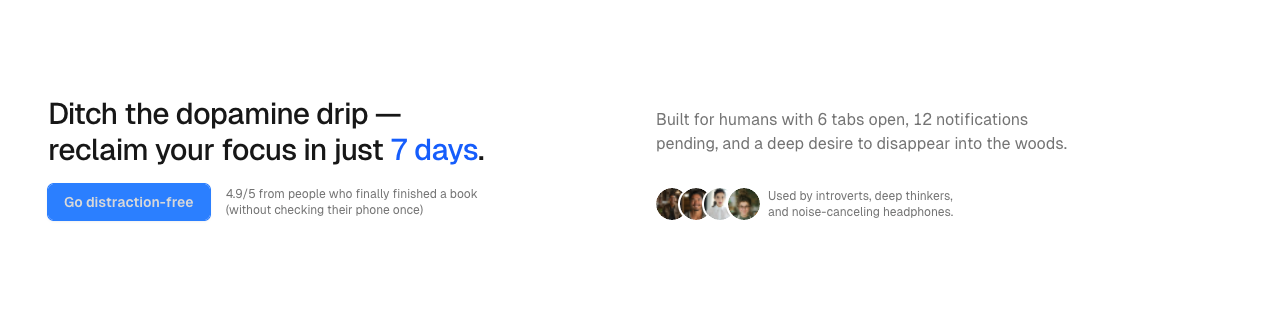 Ditch the dopamine drip —
reclaim your focus in just 7 days.
Go distraction-free
4.9/5 from people who finally finished a book
(without checking their phone once)
Built for humans with 6 tabs open, 12 notifications
pending, and a deep desire to disappear into the woods.
Used by introverts, deep thinkers,
and noise-canceling headphones.